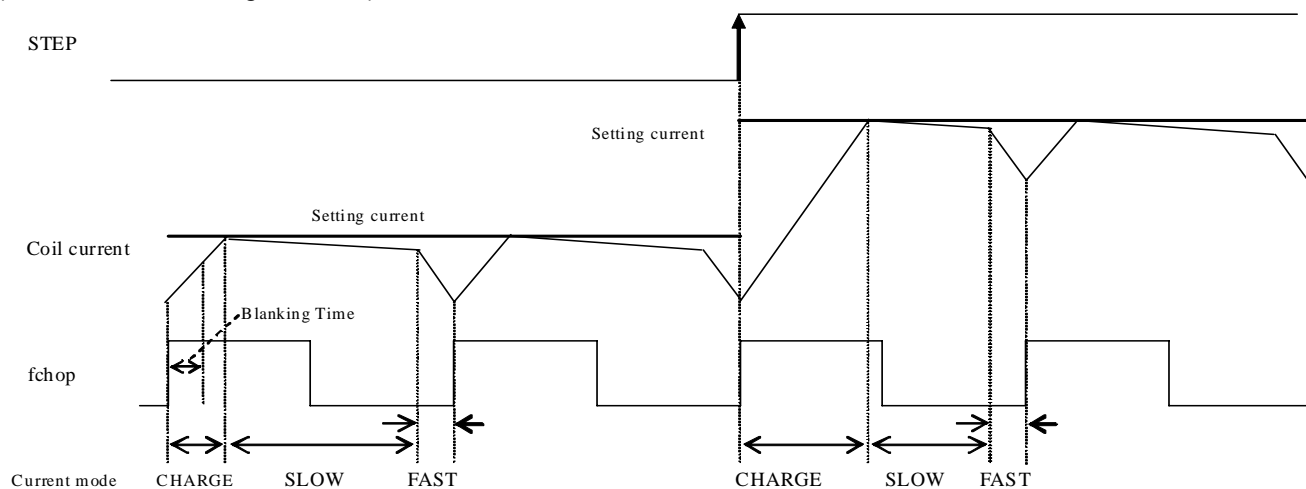 STEP
Setting current
Setting current
Coil current
Blanking Time
fchop
Current mode CHARGE SLOW FAST CHARGE SLOW FAST